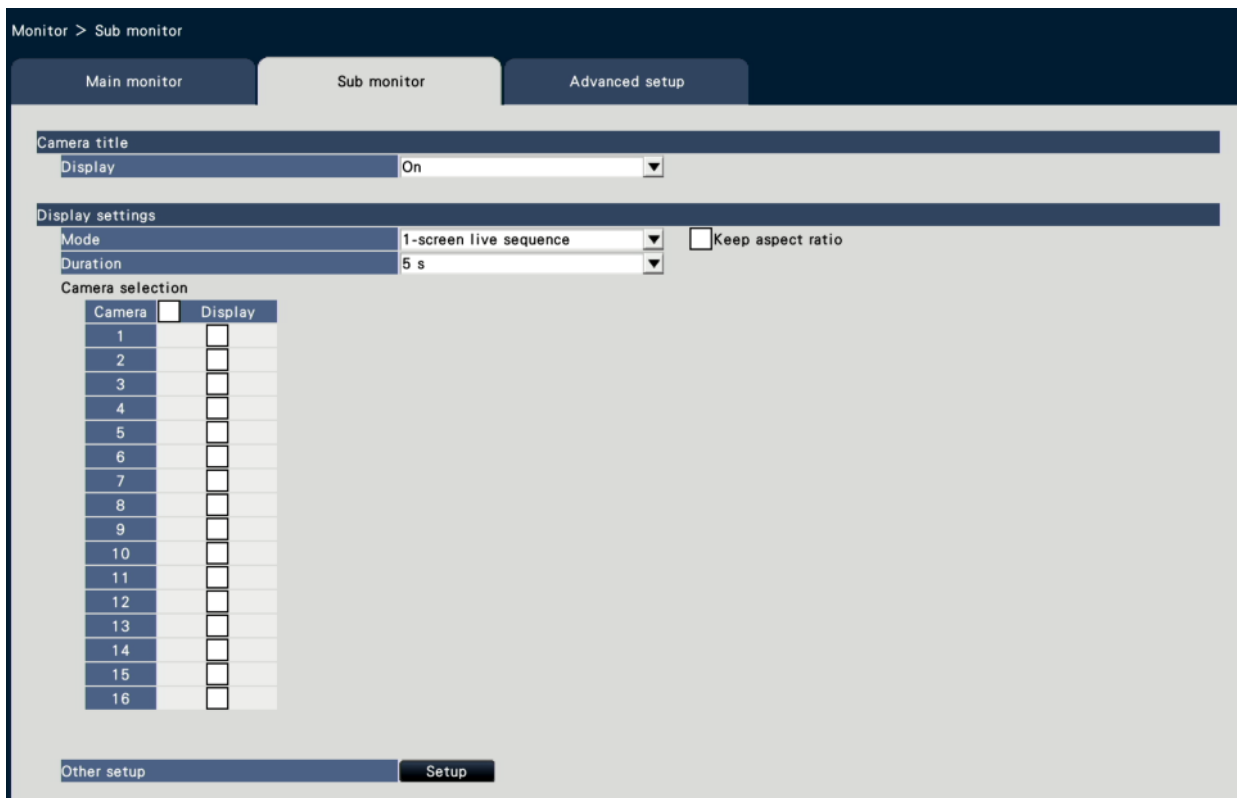 Monitor > Sub monitor
Main monitor Sub monitor Advanced setup
Camera title
Display On
Display settings
Mode 1-screen live sequence Keep aspect ratio
Duration 5 s
Camera selection
Camera Display
1
2
3
4
5
6
7
8
9
10
11
12
13
14
15
16
Other setup Setup